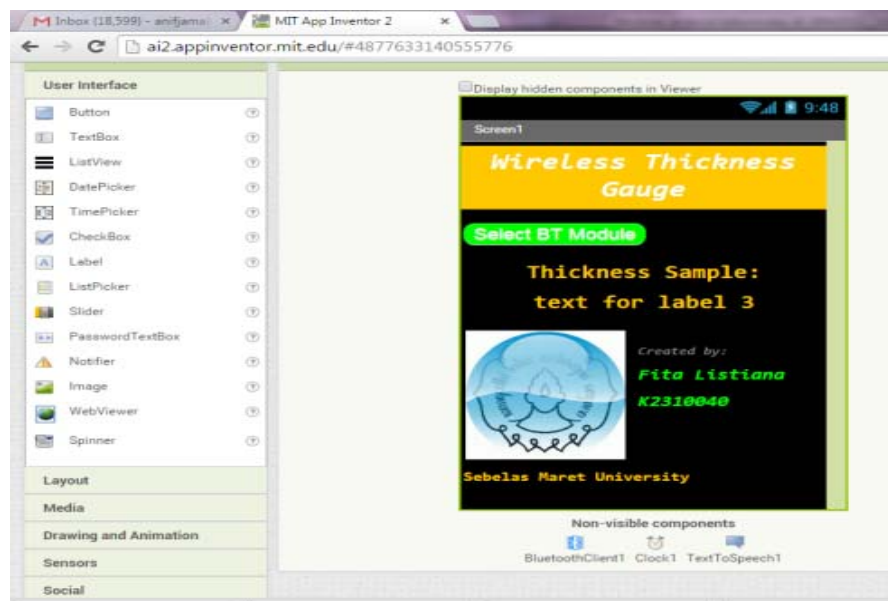 Inbox (18,599) - anifjama
MIT App Inventor 2
ai2.appinventor.mit.edu/#4877633140555776
User Interface
Button
TextBox
ListView
DatePicker
TimePicker
CheckBox
Label
ListPicker
Slider
PasswordTextBox
Notifier
Image
WebViewer
Spinner
Layout
Media
Drawing and Animation
Sensors
Social
Display hidden components in Viewer
9:48
Screen1
Wireless Thickness
Gauge
Select BT Module
Thickness Sample:
text for label 3
Created by:
Fita Listiana
K2310040
Sebelas Maret University
Non-visible components
BluetoothClient1 Clock1 TextToSpeech1